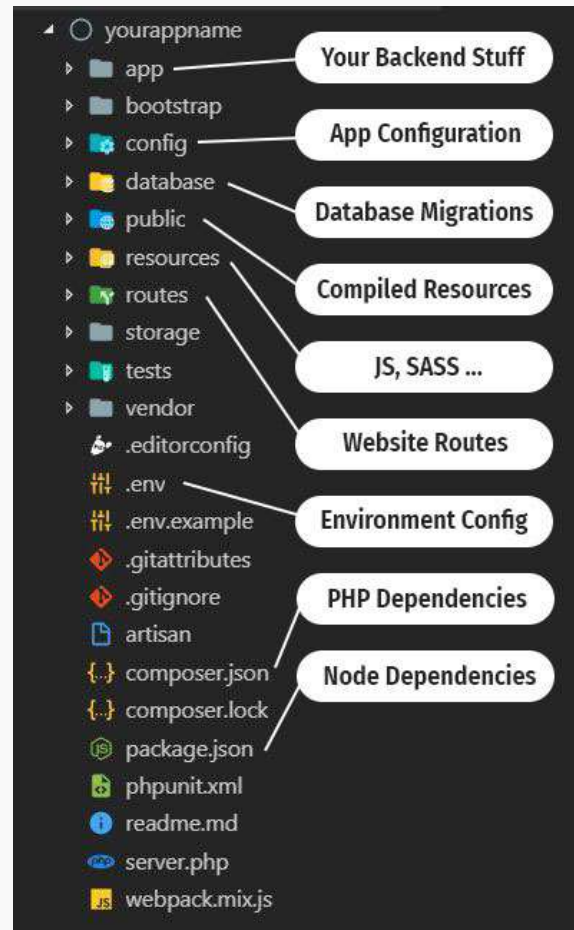 yourappname
app
Your Backend Stuff
bootstrap
config
App Configuration
database
Database Migrations
public
resources
Compiled Resources
routes
storage
JS, SASS ...
tests
vendor
Website Routes
.editorconfig
.env
.env.example
Environment Config
.gitattributes
.gitignore
PHP Dependencies
artisan
composer.json
Node Dependencies
composer.lock
package.json
phpunit.xml
readme.md
server.php
webpack.mix.js